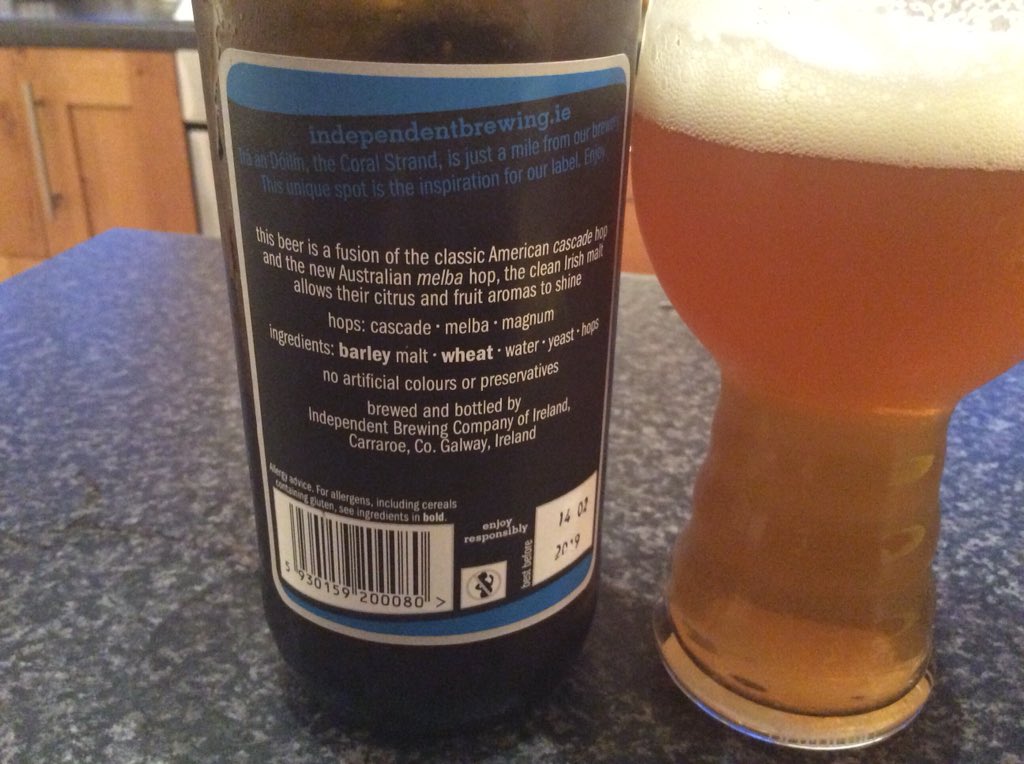 independentbrewing.ie
Trá an Dóilín, the Coral Strand, is just a mile from our brewery
This unique spot is the inspiration for our label. Enjoy
this beer is a fusion of the classic American cascade hop
and the new Australian melba hop, the clean Irish malt
allows their citrus and fruit aromas to shine
hops: cascade · melba · magnum
ingredients: barley malt · wheat · water · yeast · hops
no artificial colours or preservatives
brewed and bottled by
Independent Brewing Company of Ireland,
Carraroe, Co. Galway, Ireland
Allergy advice. For allergens, including cereals
containing gluten, see ingredients in bold.
enjoy
responsibly
best before
14 02
2019
5 930159 200080 >